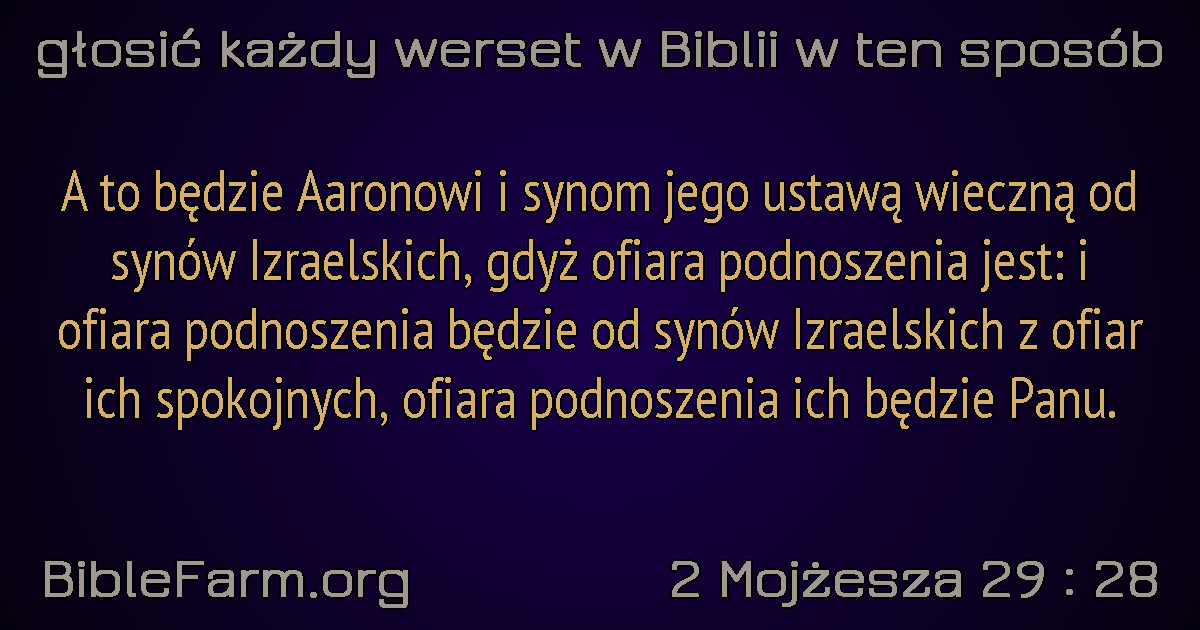 głosić każdy werset w Biblii w ten sposób
A to będzie Aaronowi i synom jego ustawą wieczną od
synów Izraelskich, gdyż ofiara podnoszenia jest: i
ofiara podnoszenia będzie od synów Izraelskich z ofiar
ich spokojnych, ofiara podnoszenia ich będzie Panu.
BibleFarm.org
2 Mojżesza 29 : 28